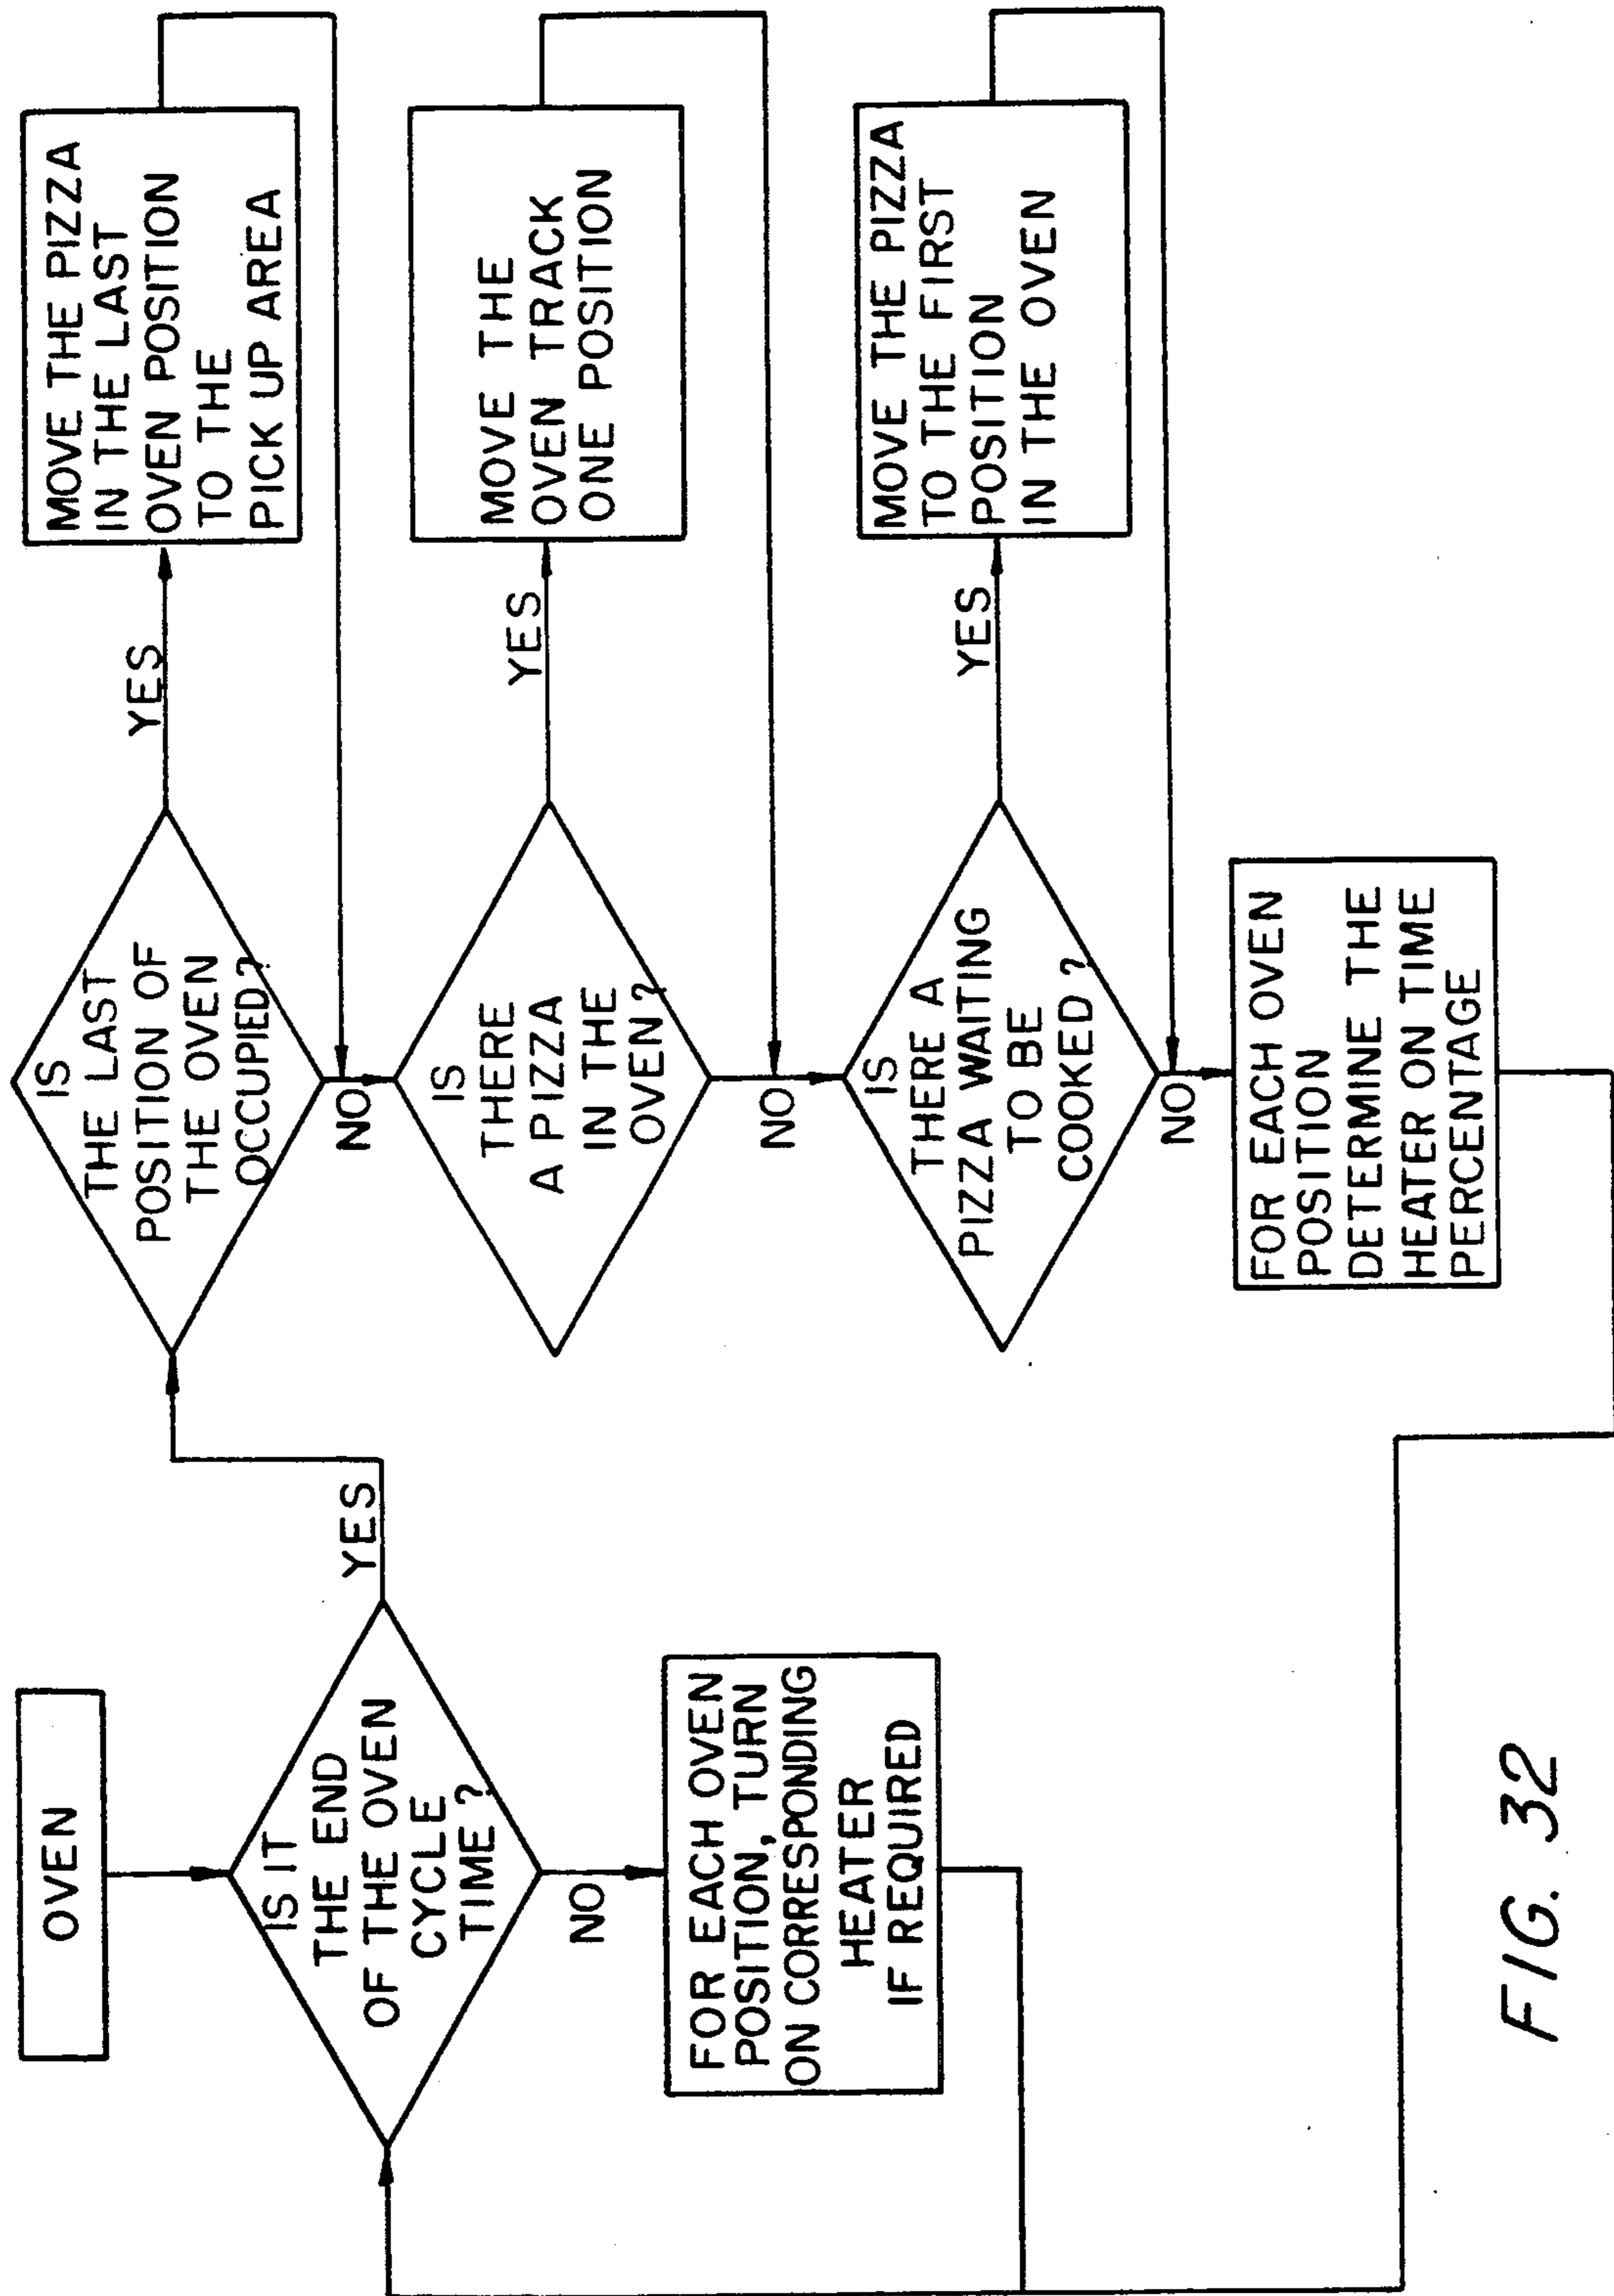 OVEN
IS IT
THE END
OF THE OVEN
CYCLE
TIME?
YES
NO
FOR EACH OVEN
POSITION, TURN
ON CORRESPONDING
HEATER
IF REQUIRED
IS
THE LAST
POSITION OF
THE OVEN
OCCUPIED?
YES
NO
MOVE THE PIZZA
IN THE LAST
OVEN POSITION
TO THE
PICK UP AREA
IS
THERE
A PIZZA
IN THE
OVEN?
YES
NO
MOVE THE
OVEN TRACK
ONE POSITION
IS
THERE A
PIZZA WAITING
TO BE
COOKED?
YES
NO
MOVE THE PIZZA
TO THE FIRST
POSITION
IN THE OVEN
FOR EACH OVEN
POSITION
DETERMINE THE
HEATER ON TIME
PERCENTAGE
FIG. 32